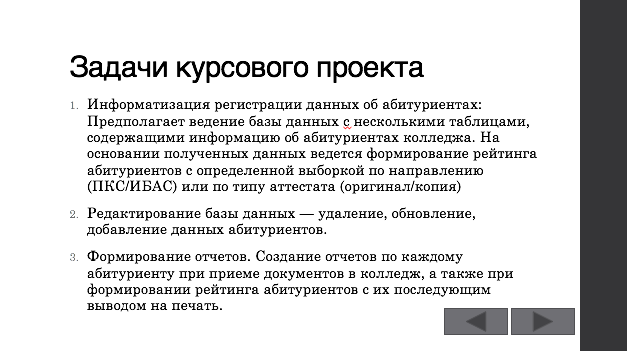 Задачи курсового проекта
1. Информатизация регистрации данных об абитуриентах:
Предполагает ведение базы данных с несколькими таблицами,
содержащими информацию об абитуриентах колледжа. На
основании полученных данных ведется формирование рейтинга
абитуриентов с определенной выборкой по направлению
(ПКС/ИБАС) или по типу аттестата (оригинал/копия)
2. Редактирование базы данных — удаление, обновление,
добавление данных абитуриентов.
3. Формирование отчетов. Создание отчетов по каждому
абитуриенту при приеме документов в колледж, а также при
формировании рейтинга абитуриентов с их последующим
выводом на печать.